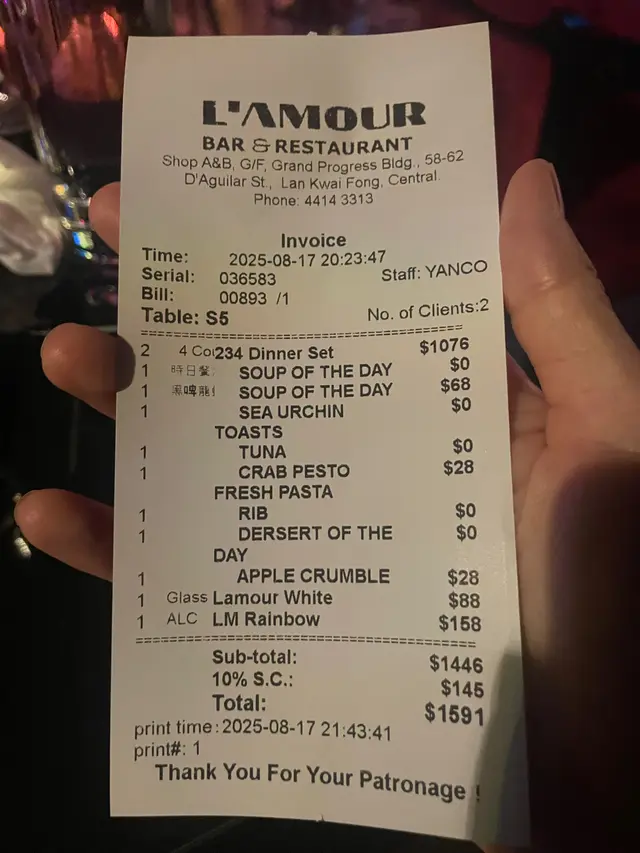 L'AMOUR
BAR & RESTAURANT
Shop A&B, G/F, Grand Progress Bldg., 58-62
D'Aguilar St., Lan Kwai Fong, Central.
Phone: 4414 3313
Invoice
Time: 2025-08-17 20:23:47
Serial: 036583 Staff: YANCO
Bill: 00893 /1
Table: S5 No. of Clients:2
2 4 Cou234 Dinner Set $1076
1 時日餐 SOUP OF THE DAY $0
1 SOUP OF THE DAY $68
1 SEA URCHIN $0
TOASTS
1 TUNA $0
1 CRAB PESTO $28
FRESH PASTA
1 RIB $0
1 DERSERT OF THE $0
DAY
1 APPLE CRUMBLE $28
1 Glass Lamour White $88
1 ALC LM Rainbow $158
Sub-total: $1446
10% S.C.: $145
Total: $1591
print time:2025-08-17 21:43:41
print#: 1
Thank You For Your Patronage !